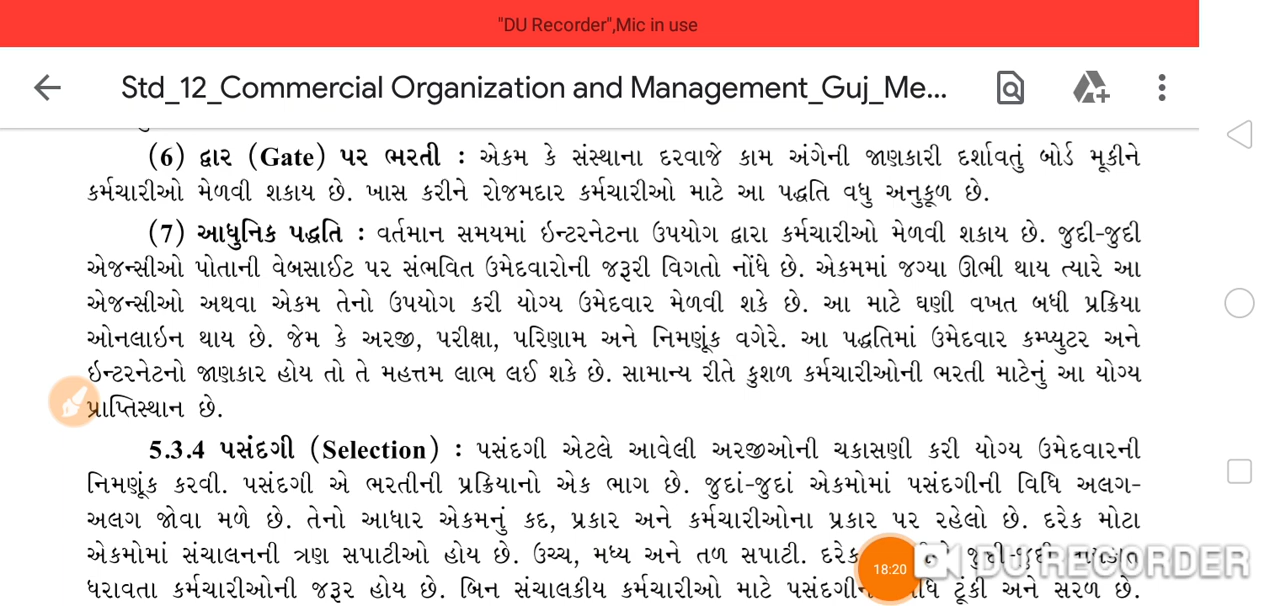 "DU Recorder",Mic in use
Std_12_Commercial Organization and Management_Guj_Me...
(6) દ્વાર (Gate) પર ભરતી : એકમ કે સંસ્થાના દરવાજે કામ અંગેની જાણકારી દર્શાવતું બોર્ડ મૂકીને
કર્મચારીઓ મેળવી શકાય છે. ખાસ કરીને રોજમદાર કર્મચારીઓ માટે આ પદ્ધતિ વધુ અનુકૂળ છે.
(7) આધુનિક પદ્ધતિ : વર્તમાન સમયમાં ઇન્ટરનેટના ઉપયોગ દ્વારા કર્મચારીઓ મેળવી શકાય છે. જુદી-જુદી
એજન્સીઓ પોતાની વેબસાઈટ પર સંભવિત ઉમેદવારોની જરૂરી વિગતો નોંધે છે. એકમમાં જગ્યા ઊભી થાય ત્યારે આ
એજન્સીઓ અથવા એકમ તેનો ઉપયોગ કરી યોગ્ય ઉમેદવાર મેળવી શકે છે. આ માટે ઘણી વખત બધી પ્રક્રિયા
ઓનલાઇન થાય છે. જેમ કે અરજી, પરીક્ષા, પરિણામ અને નિમણૂંક વગેરે. આ પદ્ધતિમાં ઉમેદવાર કમ્પ્યુટર અને
ઇન્ટરનેટનો જાણકાર હોય તો તે મહત્તમ લાભ લઈ શકે છે. સામાન્ય રીતે કુશળ કર્મચારીઓની ભરતી માટેનું આ યોગ્ય
પ્રાપ્તિસ્થાન છે.
5.3.4 પસંદગી (Selection) : પસંદગી એટલે આવેલી અરજીઓની ચકાસણી કરી યોગ્ય ઉમેદવારની
નિમણૂંક કરવી. પસંદગી એ ભરતીની પ્રક્રિયાનો એક ભાગ છે. જુદાં-જુદાં એકમોમાં પસંદગીની વિધિ અલગ-
અલગ જોવા મળે છે. તેનો આધાર એકમનું કદ, પ્રકાર અને કર્મચારીઓના પ્રકાર પર રહેલો છે. દરેક મોટા
એકમોમાં સંચાલનની ત્રણ સપાટીઓ હોય છે. ઉચ્ચ, મધ્ય અને તળ સપાટી. દરેક જુદી-જુદી
ધરાવતા કર્મચારીઓની જરૂર હોય છે. બિન સંચાલકીય કર્મચારીઓ માટે ટૂંકી અને સરળ છે.
18:20
DU RECORDER